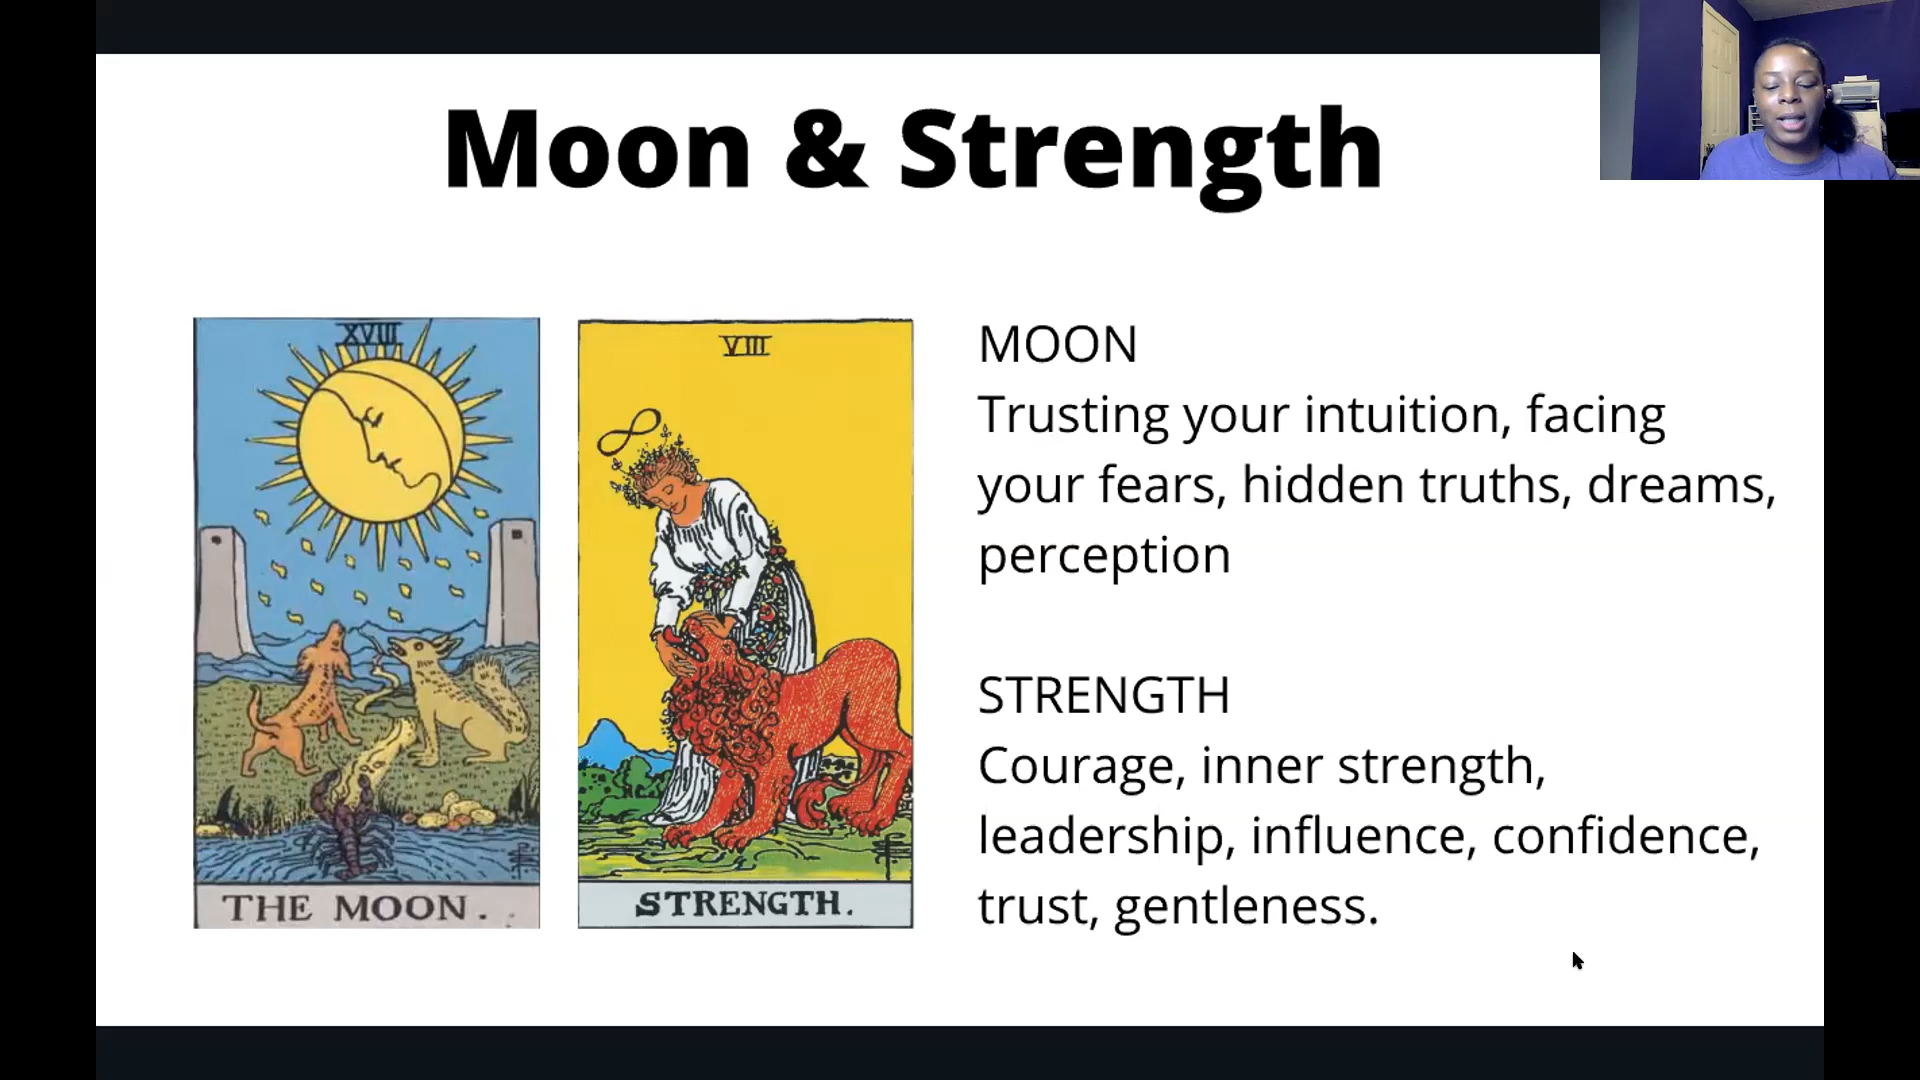 Moon & Strength
XVIII
THE MOON.
VIII
STRENGTH.
MOON
Trusting your intuition, facing
your fears, hidden truths, dreams,
perception
STRENGTH
Courage, inner strength,
leadership, influence, confidence,
trust, gentleness.